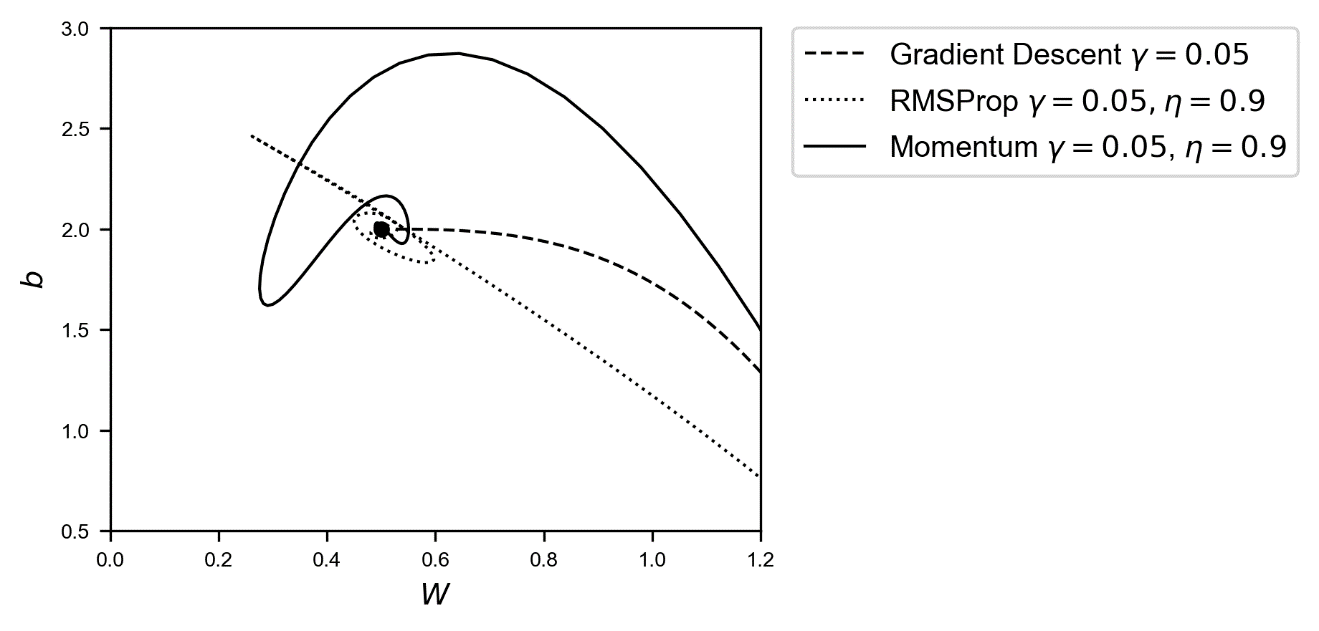 3.0
2.5
2.0
1.5
1.0
0.5
b
0.0 0.2 0.4 0.6 0.8 1.0 1.2
W
Gradient Descent γ = 0.05
RMSProp γ = 0.05, η = 0.9
Momentum γ = 0.05, η = 0.9